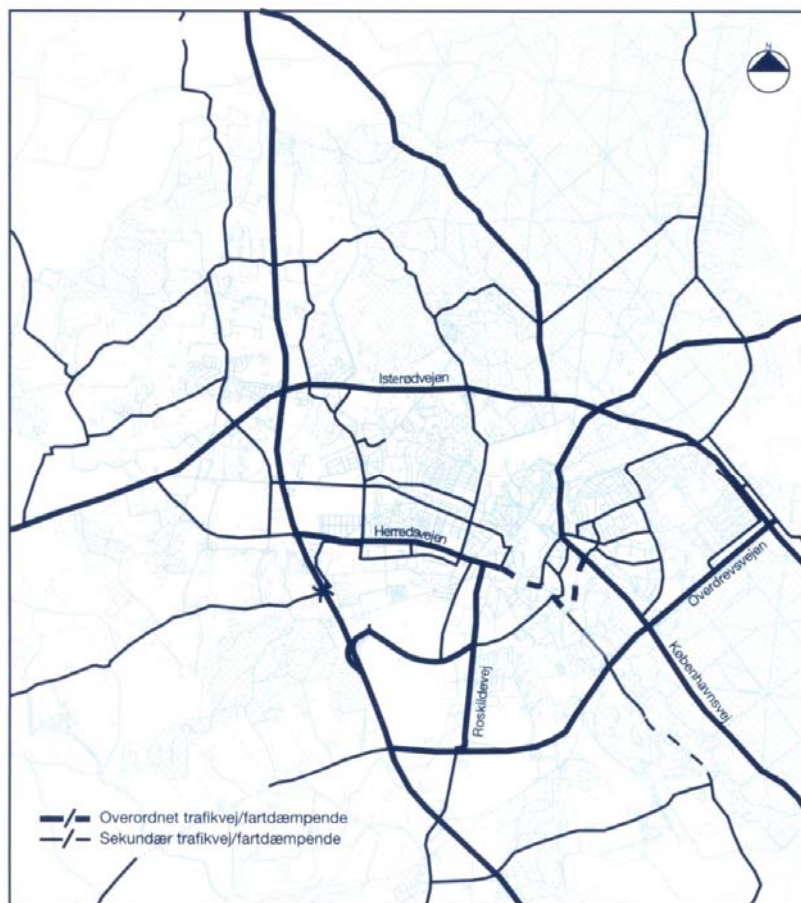 N
Isterødvejen
Herredsvejen
Overdrevsvejen
Københavnsvej
Roskildevej
Overordnet trafikvej/fartdæmpende
Sekundær trafikvej/fartdæmpende